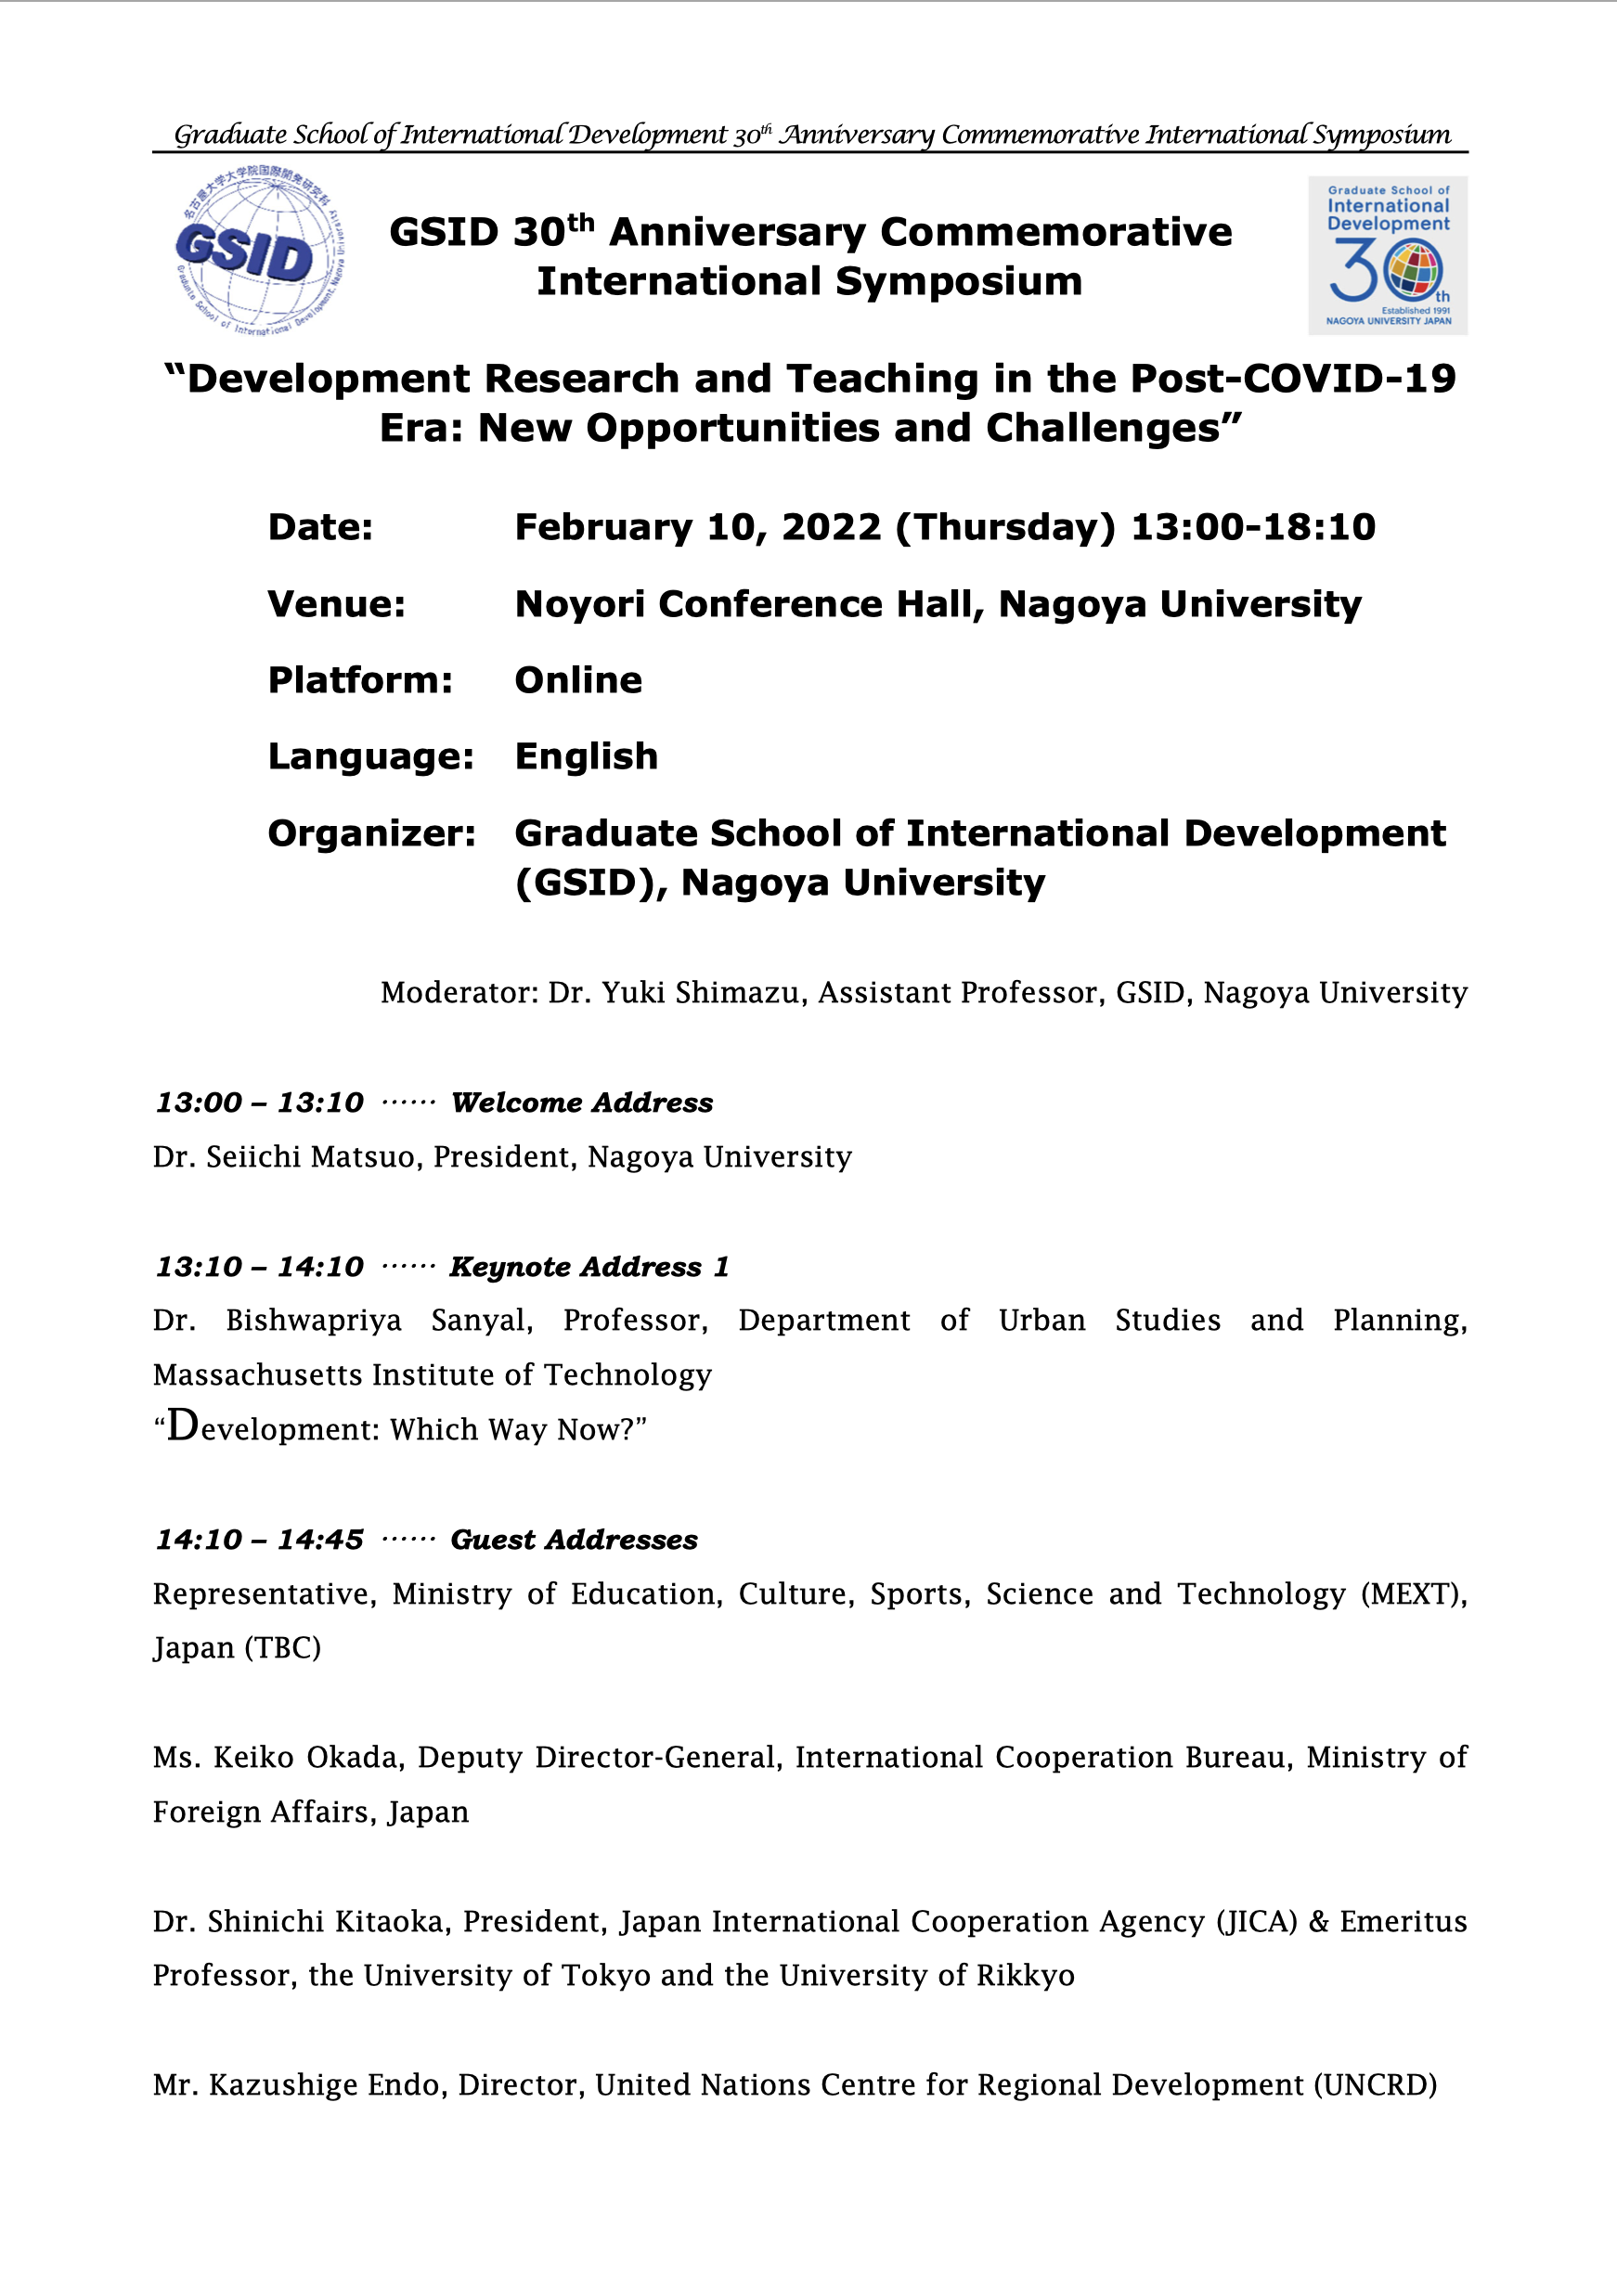 Graduate School of International Development 30th Anniversary Commemorative International Symposium
名古屋大学大学院国際開発研究科
GSID
Graduate School of International Development, Nagoya University
GSID 30th Anniversary Commemorative
International Symposium
Graduate School of
International
Development
30th
Established 1991
NAGOYA UNIVERSITY JAPAN
“Development Research and Teaching in the Post-COVID-19
Era: New Opportunities and Challenges”
Date: February 10, 2022 (Thursday) 13:00-18:10
Venue: Noyori Conference Hall, Nagoya University
Platform: Online
Language: English
Organizer: Graduate School of International Development
(GSID), Nagoya University
Moderator: Dr. Yuki Shimazu, Assistant Professor, GSID, Nagoya University
13:00 – 13:10 ······ Welcome Address
Dr. Seiichi Matsuo, President, Nagoya University
13:10 – 14:10 ······ Keynote Address 1
Dr. Bishwapriya Sanyal, Professor, Department of Urban Studies and Planning,
Massachusetts Institute of Technology
“Development: Which Way Now?”
14:10 – 14:45 ······ Guest Addresses
Representative, Ministry of Education, Culture, Sports, Science and Technology (MEXT),
Japan (TBC)
Ms. Keiko Okada, Deputy Director-General, International Cooperation Bureau, Ministry of
Foreign Affairs, Japan
Dr. Shinichi Kitaoka, President, Japan International Cooperation Agency (JICA) & Emeritus
Professor, the University of Tokyo and the University of Rikkyo
Mr. Kazushige Endo, Director, United Nations Centre for Regional Development (UNCRD)